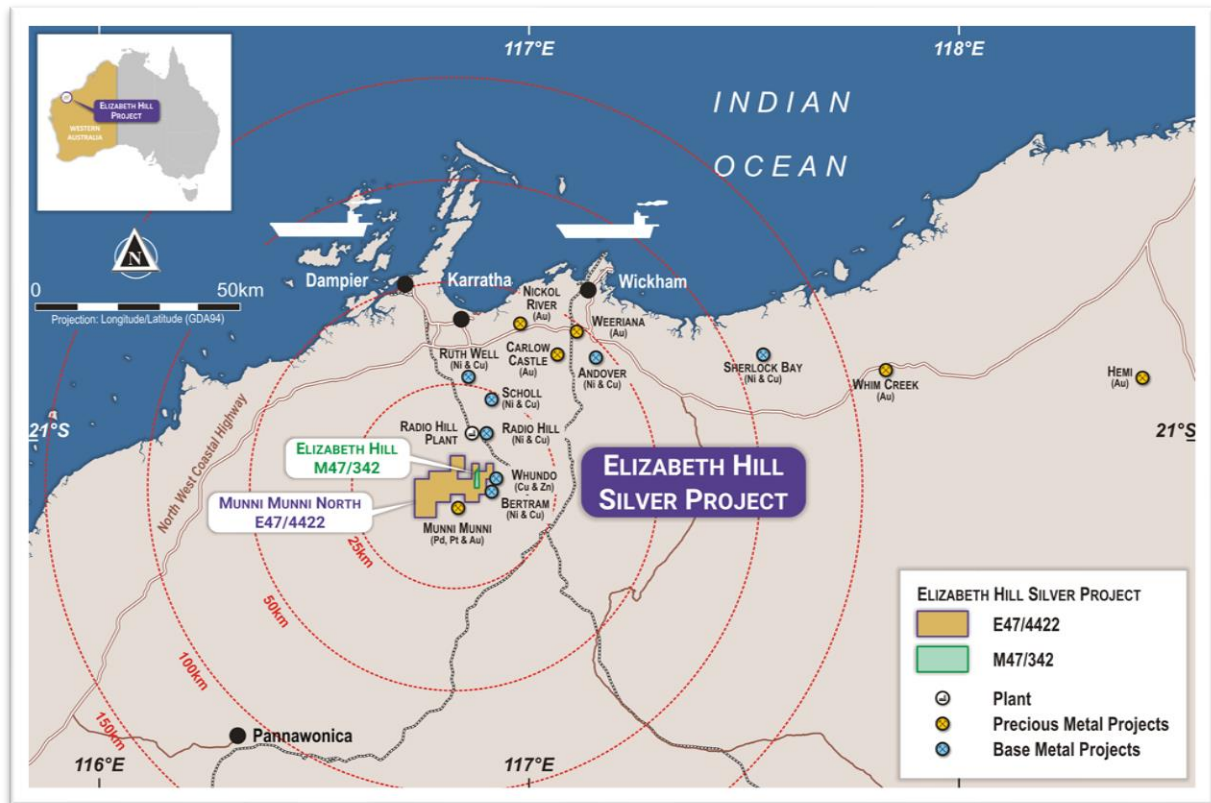 117°E
118°E
ELIZABETH HILL
PROJECT
WESTERN
AUSTRALIA
INDIAN
OCEAN
N
0
50km
Projection: Longitude/Latitude (GDA94)
Dampier
Karratha
Wickham
NICKOL
RIVER
(Au)
WEERIANA
(Au)
CARLOW
CASTLE
(Au)
RUTH WELL
(Ni & Cu)
ANDOVER
(Ni & Cu)
SHERLOCK BAY
(Ni & Cu)
WHIM CREEK
(Au)
HEMI
(Au)
SCHOLL
(Ni & Cu)
21°S
21°S
RADIO HILL
PLANT
RADIO HILL
(Ni & Cu)
North West Coastal Highway
ELIZABETH HILL
M47/342
ELIZABETH HILL
SILVER PROJECT
WHUNDO
(Cu & Zn)
MUNNI MUNNI NORTH
E47/4422
BERTRAM
(Ni & Cu)
MUNNI MUNNI
(Pd, Pt & Au)
25km
50km
100km
150km
Pannawonica
116°E
117°E
ELIZABETH HILL SILVER PROJECT
E47/4422
M47/342
Plant
Precious Metal Projects
Base Metal Projects